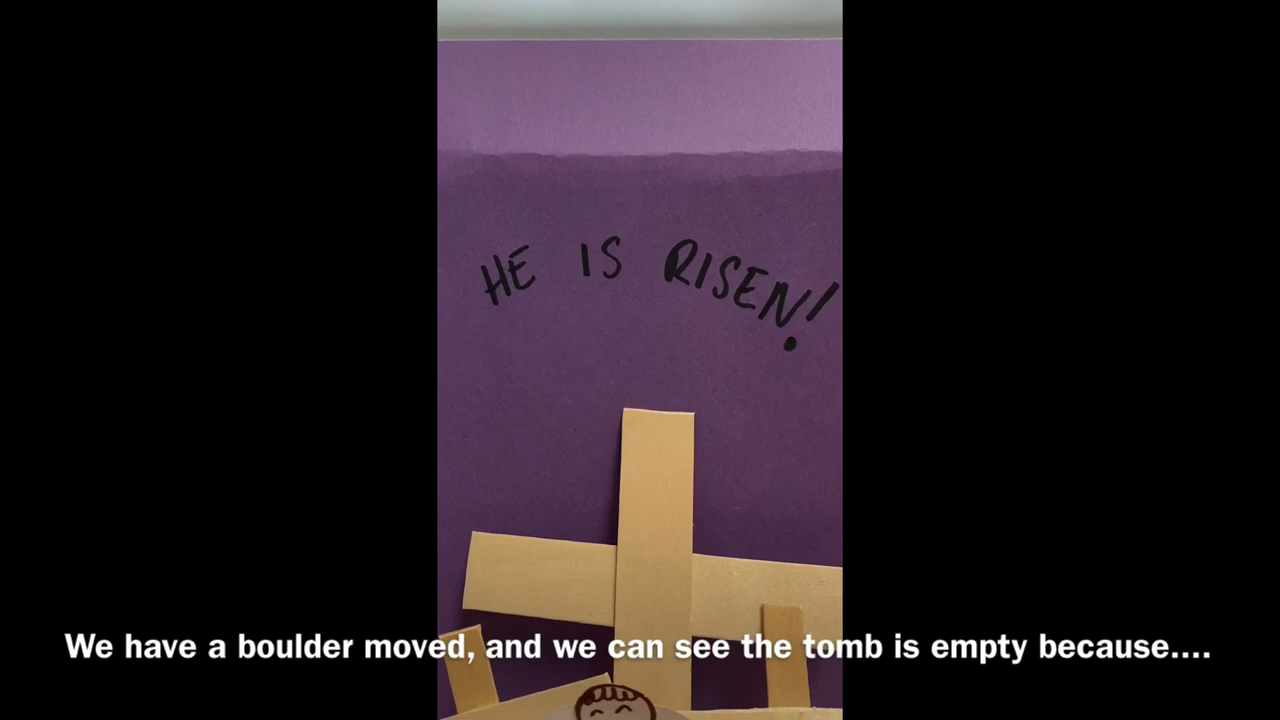 HE IS RISEN!
We have a boulder moved, and we can see the tomb is empty because....